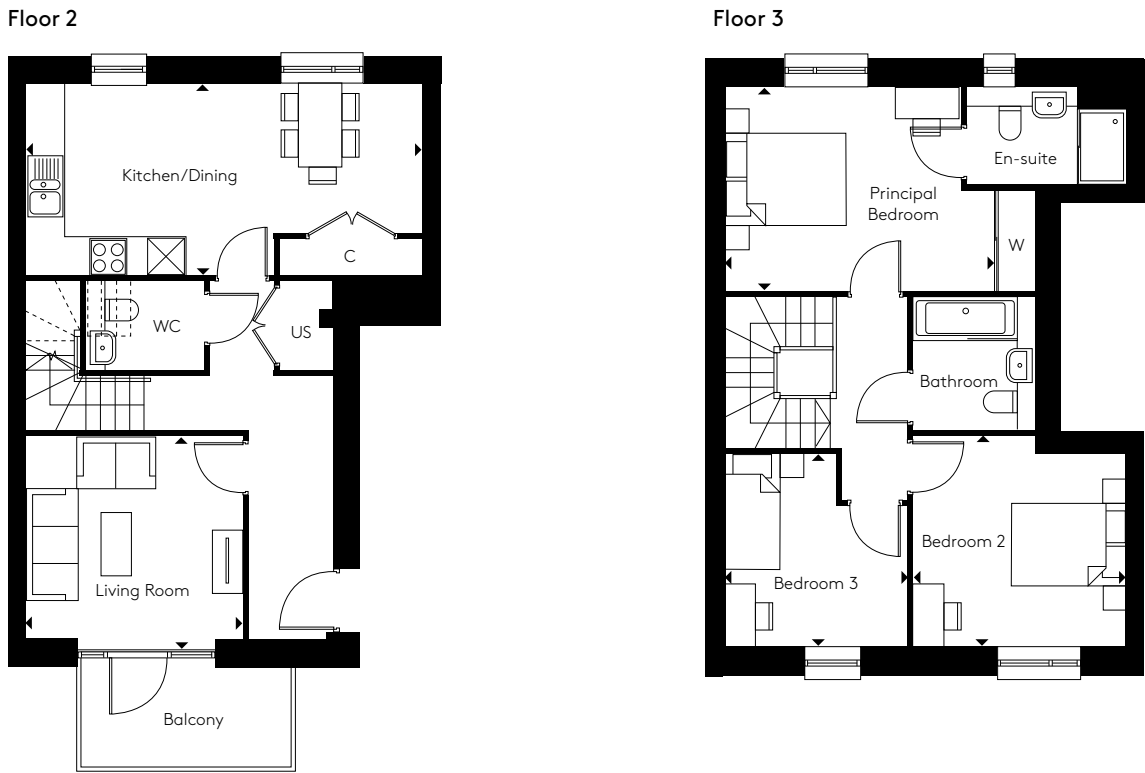 Floor 2
Kitchen/Dining
C
WC
US
Living Room
Balcony
Floor 3
En-suite
Principal
Bedroom
W
Bathroom
Bedroom 2
Bedroom 3